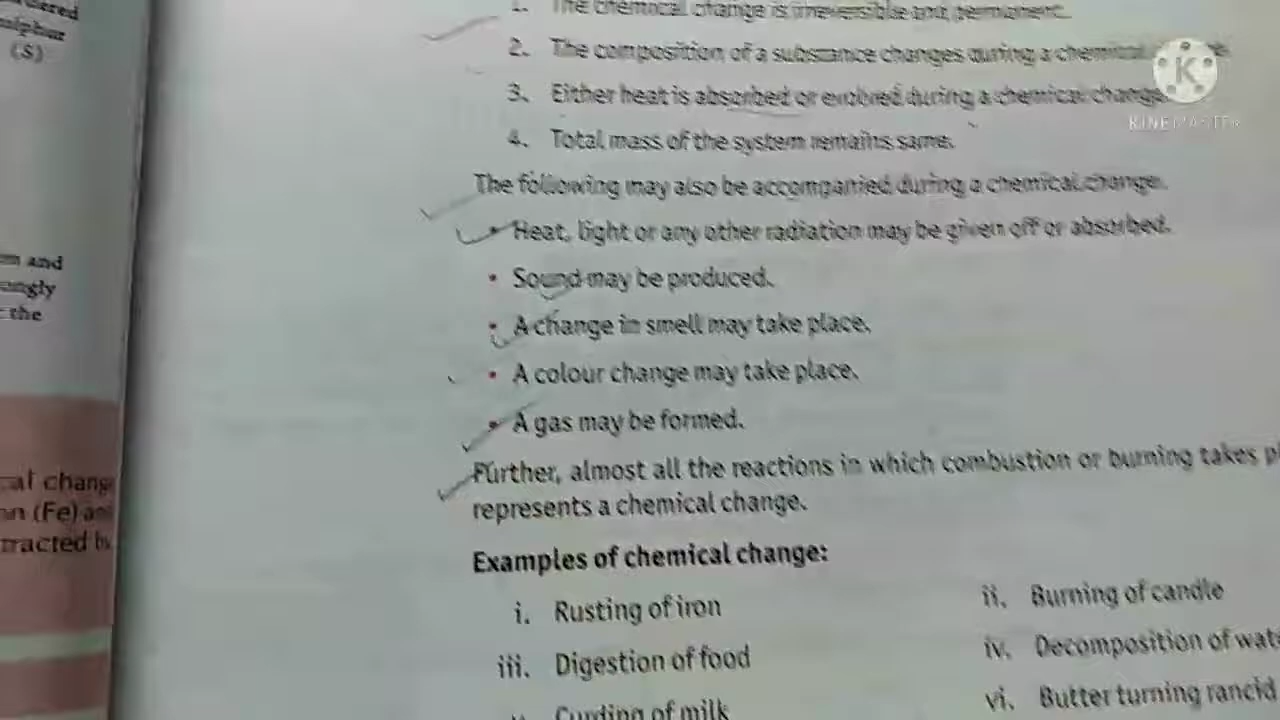 (S)
1. The chemical change is irreversible and permanent.
2. The composition of a substance changes during a chemical
3. Either heat is absorbed or evolved during a chemical change
KINEMASTER
4. Total mass of the system remains same.
The following may also be accompanied during a chemical change.
• Heat, light or any other radiation may be given off or absorbed.
• Sound may be produced.
• A change in smell may take place.
• A colour change may take place.
• A gas may be formed.
Further, almost all the reactions in which combustion or burning takes
represents a chemical change.
Examples of chemical change:
i. Rusting of iron
ii. Burning of candle
iii. Digestion of food
iv. Decomposition of
v. Curding of milk
vi. Butter turning rancid
and
the
change
(Fe)